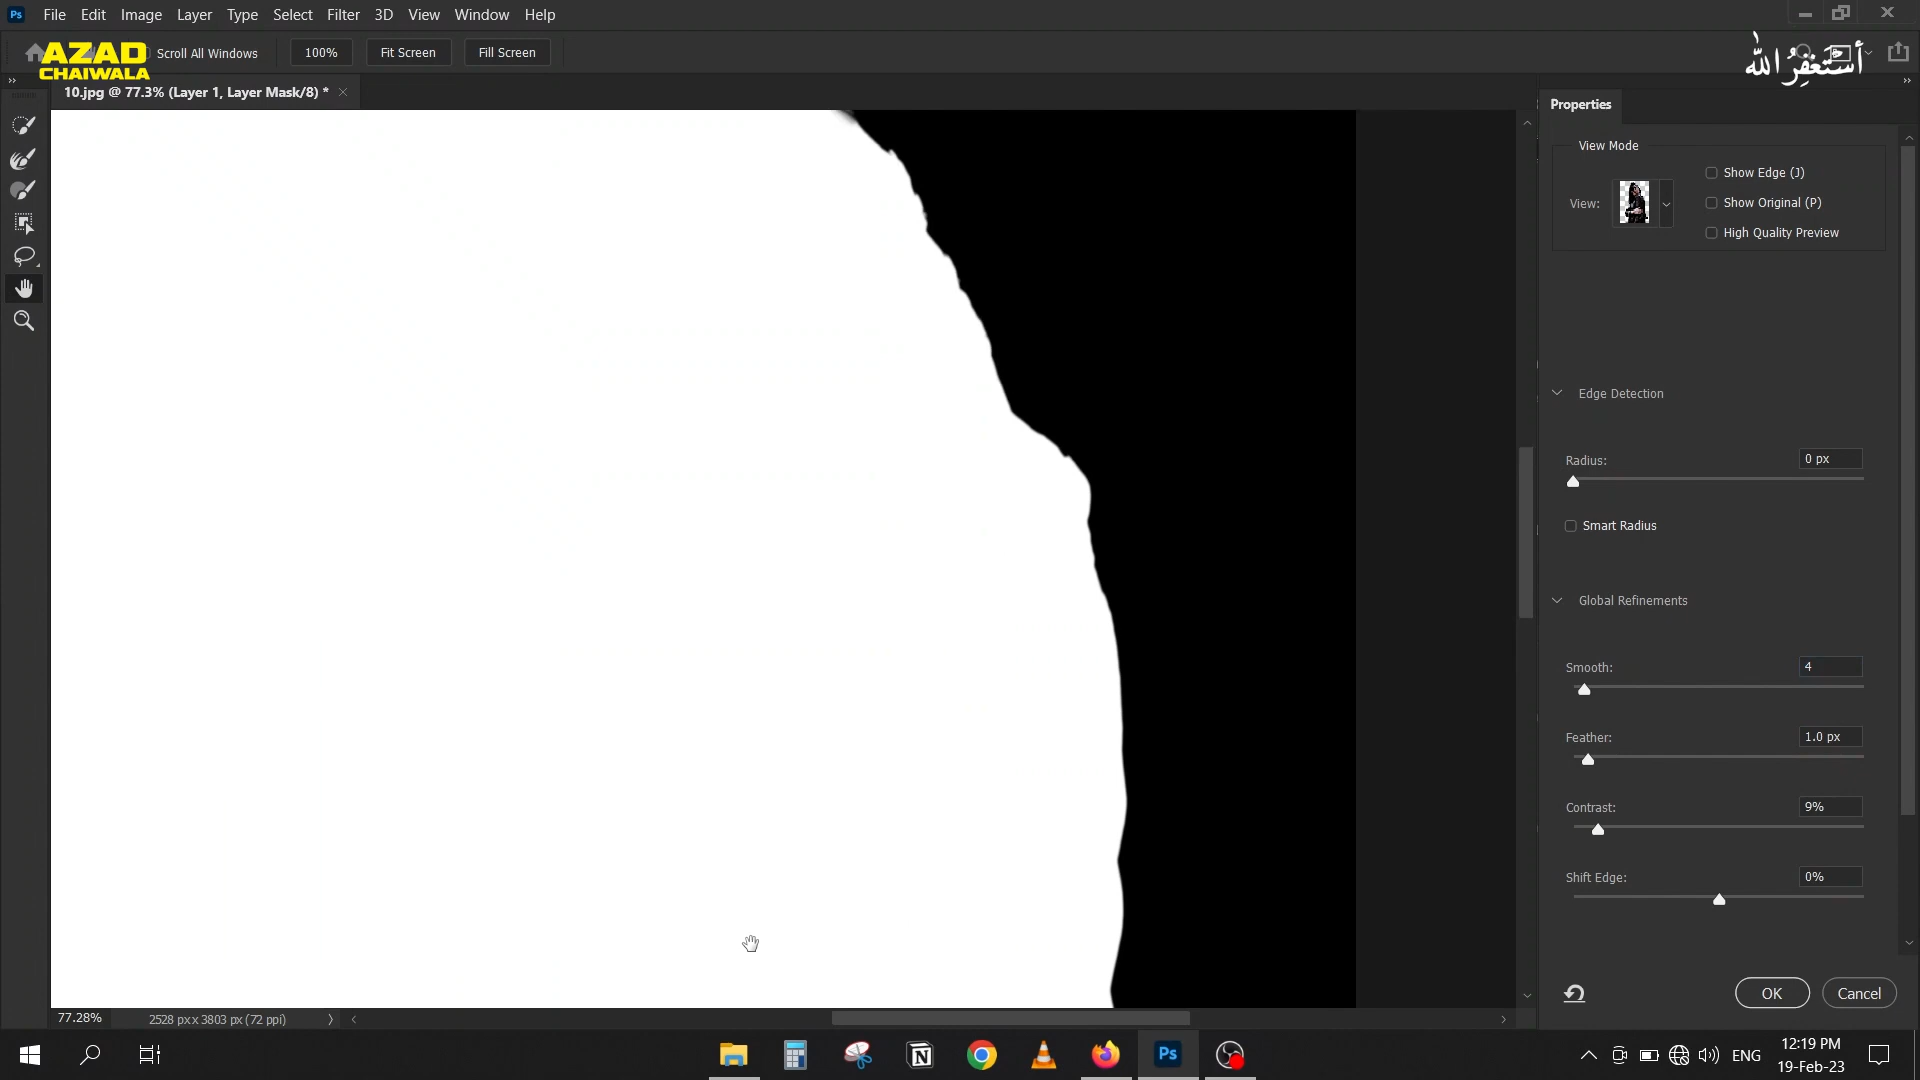 File Edit Image Layer Type Select Filter 3D View Window Help
AZAD
CHAIWALA
Scroll All Windows 100% Fit Screen Fill Screen
أستغفر الله
10.jpg @ 77.3% (Layer 1, Layer Mask/8) *
Properties
View Mode
Show Edge (J)
View:
Show Original (P)
High Quality Preview
Edge Detection
Radius: 0 px
Smart Radius
Global Refinements
Smooth: 4
Feather: 1.0 px
Contrast: 9%
Shift Edge: 0%
OK Cancel
77.28% 2528 px x 3803 px (72 ppi)
ENG
12:19 PM
19-Feb-23